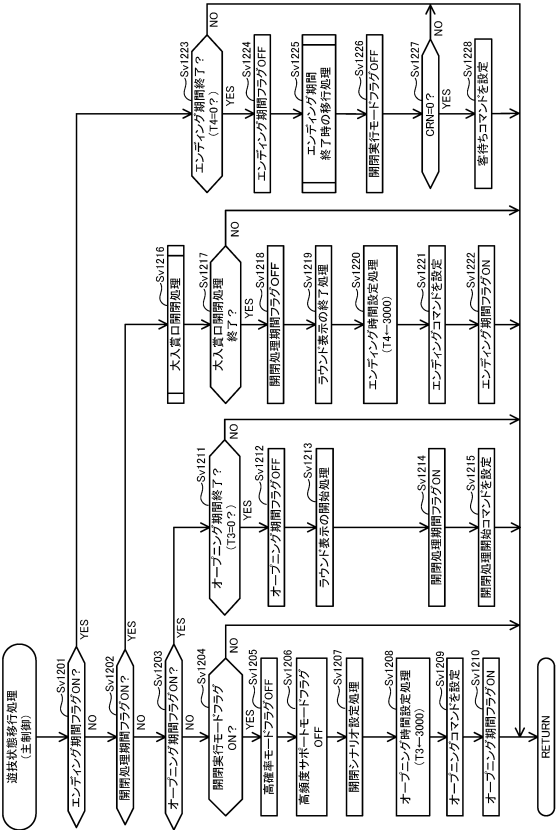 遊技状態移行処理
（主制御）
Sv1201
エンディング期間フラグON？
YES
NO
Sv1202
開閉処理期間フラグON？
YES
NO
Sv1203
オープニング期間フラグON？
YES
NO
Sv1204
開閉実行モードフラグ
ON？
NO
YES
Sv1205
高確率モードフラグOFF
Sv1206
高頻度サポートモードフラグ
OFF
Sv1207
開閉シナリオ設定処理
Sv1208
オープニング時間設定処理
（T3←3000）
Sv1209
オープニングコマンドを設定
Sv1210
オープニング期間フラグON
Sv1211
オープニング期間終了？
（T3=0？）
NO
YES
Sv1212
オープニング期間フラグOFF
Sv1213
ラウンド表示の開始処理
Sv1214
開閉処理期間フラグON
Sv1215
開閉処理開始コマンドを設定
Sv1216
大入賞口開閉処理
Sv1217
大入賞口開閉処理
終了？
NO
YES
Sv1218
開閉処理期間フラグOFF
Sv1219
ラウンド表示の終了処理
Sv1220
エンディング時間設定処理
（T4←3000）
Sv1221
エンディングコマンドを設定
Sv1222
エンディング期間フラグON
Sv1223
エンディング期間終了？
（T4=0？）
NO
YES
Sv1224
エンディング期間フラグOFF
Sv1225
エンディング期間
終了時の移行処理
Sv1226
開閉実行モードフラグOFF
Sv1227
CRN=0？
NO
YES
Sv1228
客待ちコマンドを設定
RETURN